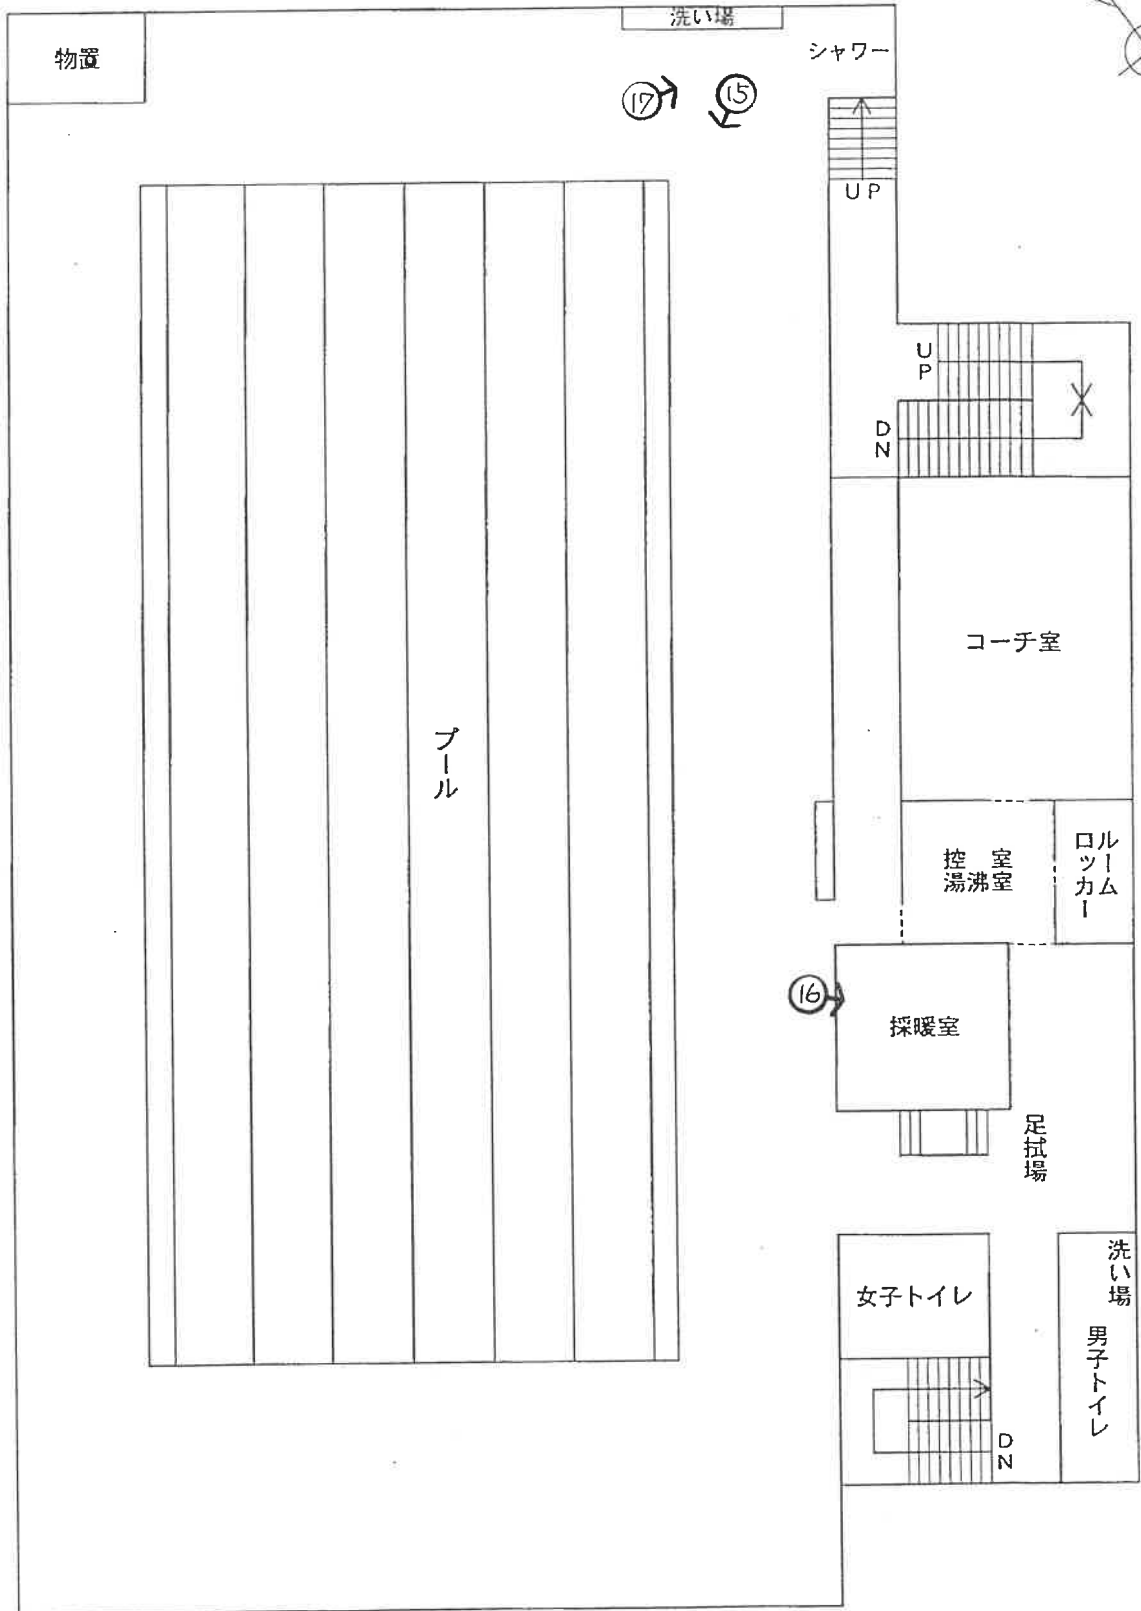 洗い場
物置
シャワー
⑰
⑮
UP
UP
DN
コーチ室
プール
控室
湯沸室
ロッカー
ルーム
⑯
採暖室
足拭場
女子トイレ
洗い場
男子トイレ
DN